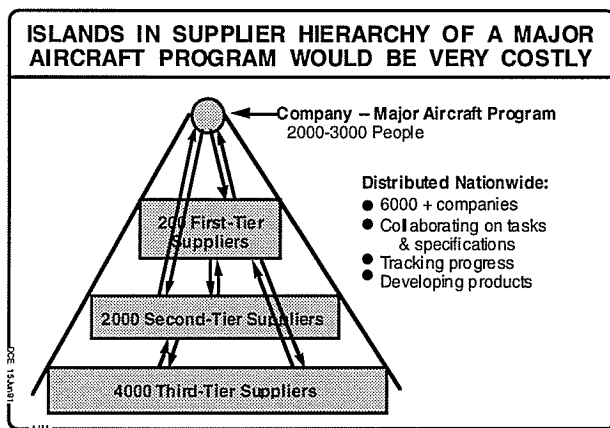 ISLANDS IN SUPPLIER HIERARCHY OF A MAJOR
AIRCRAFT PROGRAM WOULD BE VERY COSTLY
Company – Major Aircraft Program
2000-3000 People
200 First-Tier
Suppliers
2000 Second-Tier Suppliers
4000 Third-Tier Suppliers
Distributed Nationwide:
● 6000 + companies
● Collaborating on tasks
& specifications
● Tracking progress
● Developing products
DCE 15Jun91